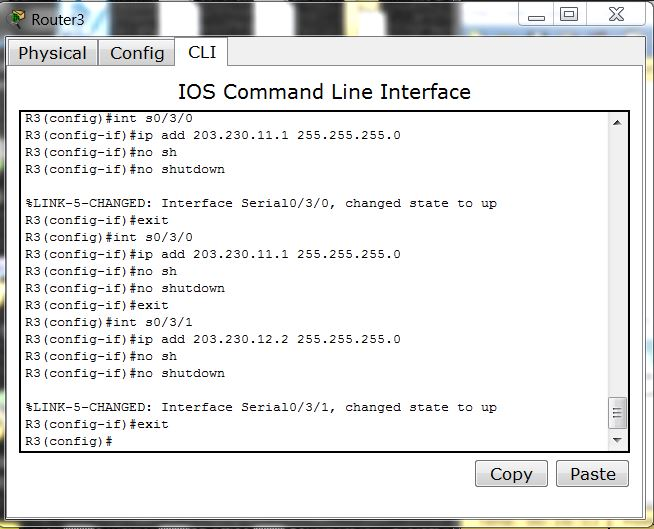 Router3
Physical Config CLI
IOS Command Line Interface
R3(config)#int s0/3/0
R3(config-if)#ip add 203.230.11.1 255.255.255.0
R3(config-if)#no sh
R3(config-if)#no shutdown
%LINK-5-CHANGED: Interface Serial0/3/0, changed state to up
R3(config-if)#exit
R3(config)#int s0/3/0
R3(config-if)#ip add 203.230.11.1 255.255.255.0
R3(config-if)#no sh
R3(config-if)#no shutdown
R3(config-if)#exit
R3(config)#int s0/3/1
R3(config-if)#ip add 203.230.12.2 255.255.255.0
R3(config-if)#no sh
R3(config-if)#no shutdown
%LINK-5-CHANGED: Interface Serial0/3/1, changed state to up
R3(config-if)#exit
R3(config)#
Copy Paste